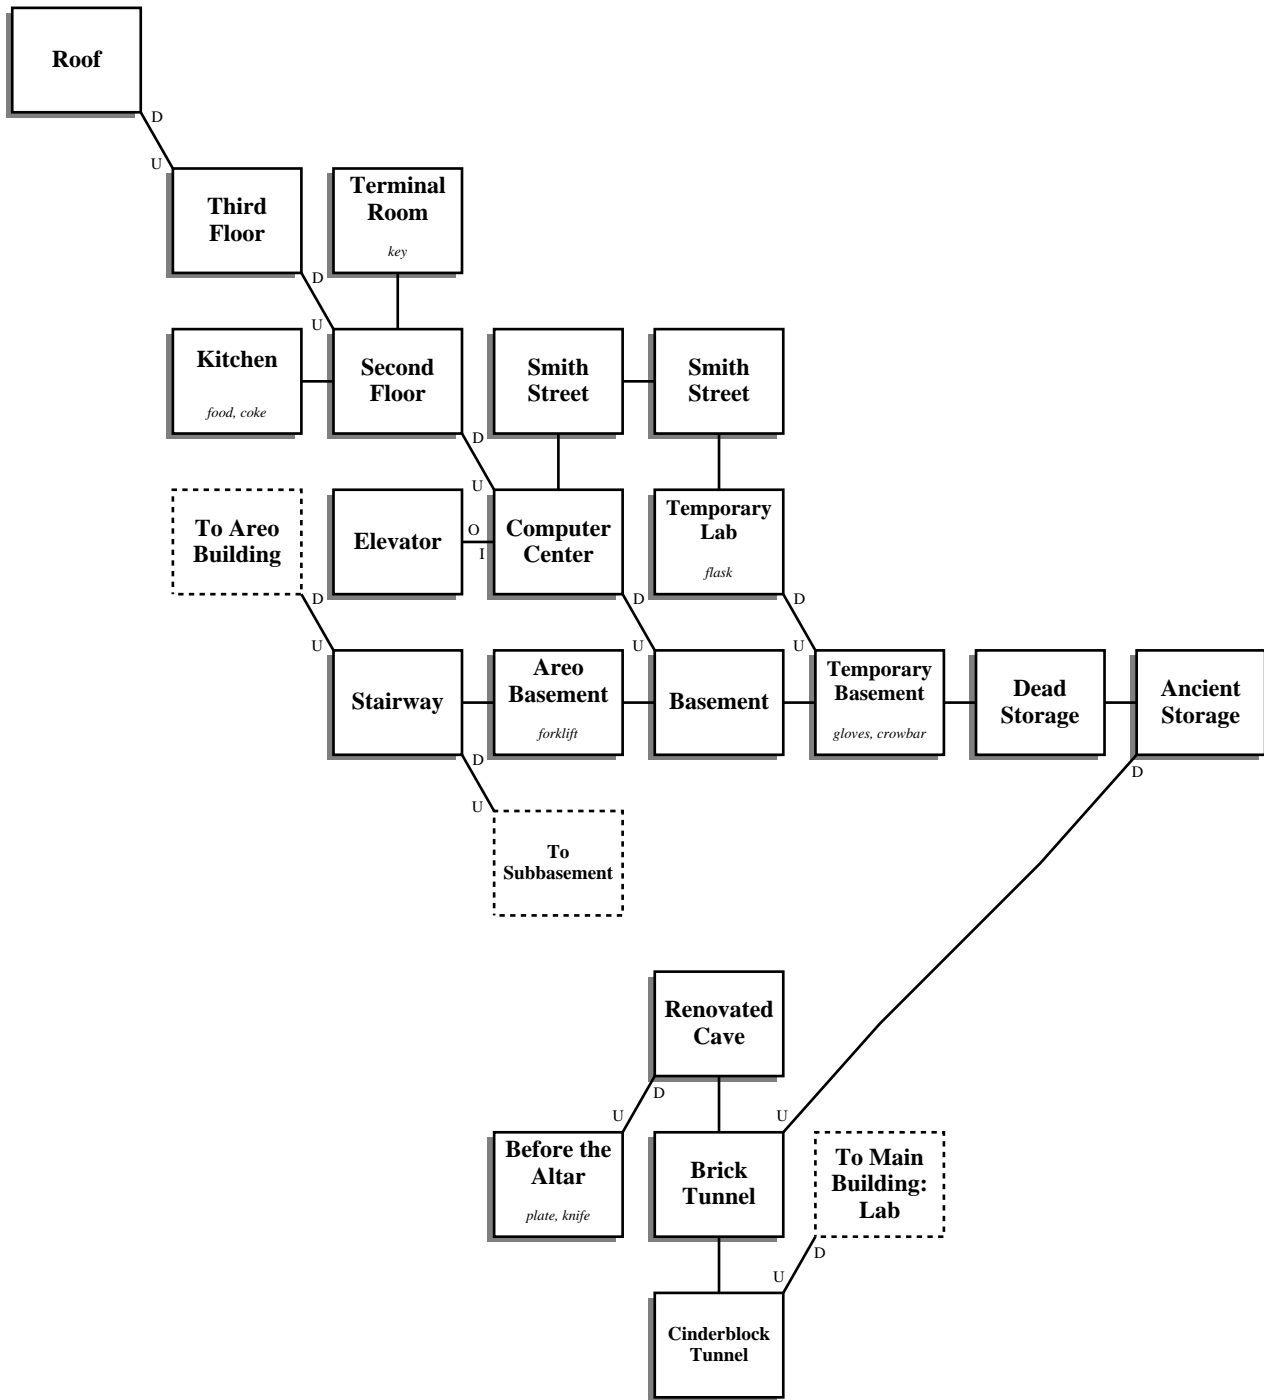 Roof
D
U
Third
Floor
Terminal
Room
key
D
U
Kitchen
food, coke
Second
Floor
Smith
Street
Smith
Street
D
U
To Areo
Building
Elevator
O
I
Computer
Center
Temporary
Lab
flask
D
U
D
U
D
U
Stairway
Areo
Basement
forklift
Basement
Temporary
Basement
gloves, crowbar
Dead
Storage
Ancient
Storage
D
U
D
To
Subbasement
Renovated
Cave
D
U
U
Before the
Altar
plate, knife
Brick
Tunnel
To Main
Building:
Lab
D
U
Cinderblock
Tunnel